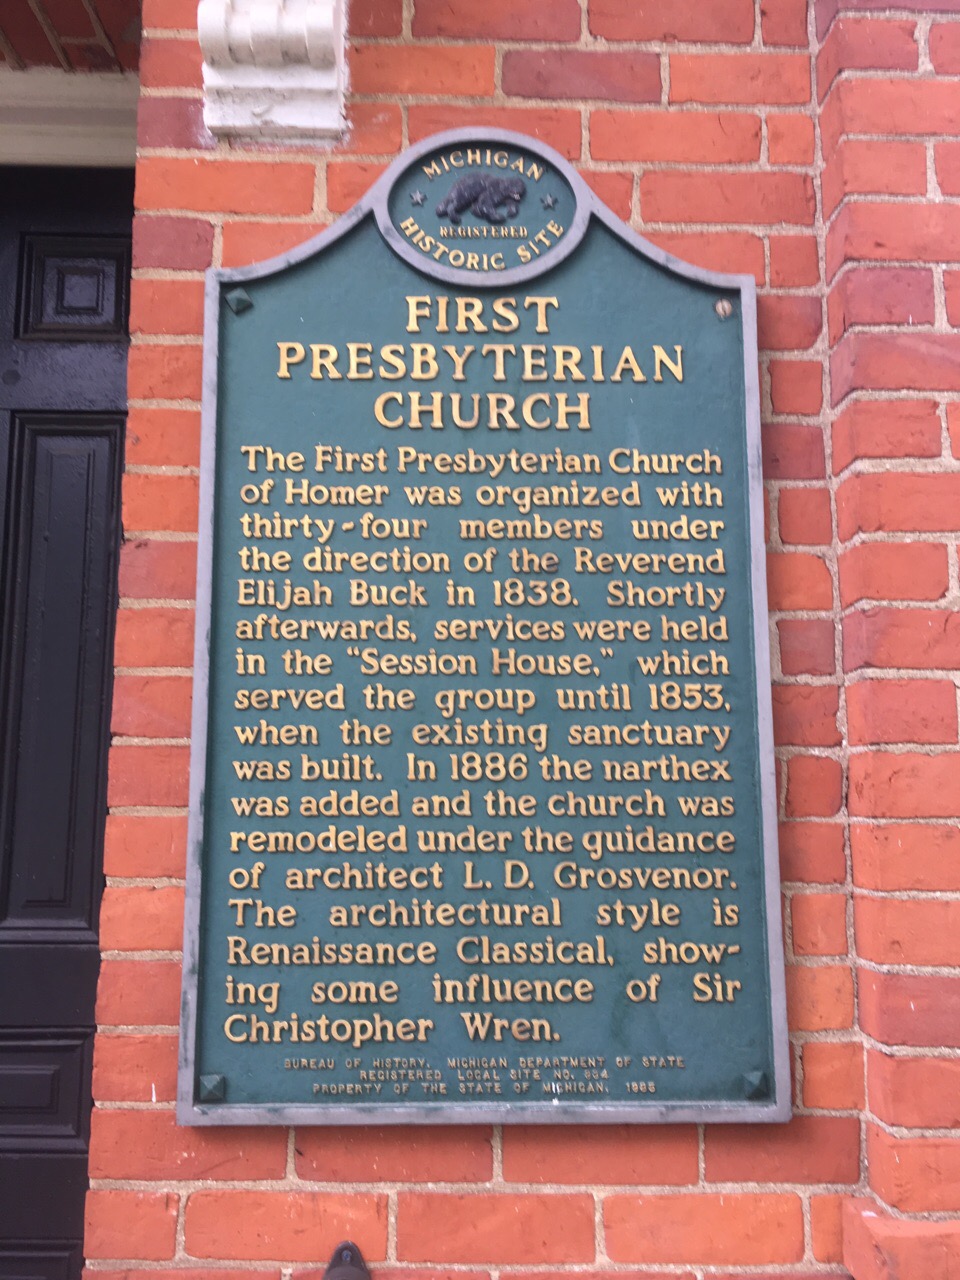 MICHIGAN
REGISTERED
HISTORIC SITE
FIRST
PRESBYTERIAN
CHURCH
The First Presbyterian Church
of Homer was organized with
thirty-four members under
the direction of the Reverend
Elijah Buck in 1838. Shortly
afterwards, services were held
in the "Session House," which
served the group until 1853,
when the existing sanctuary
was built. In 1886 the narthex
was added and the church was
remodeled under the guidance
of architect L. D. Grosvenor.
The architectural style is
Renaissance Classical, show-
ing some influence of Sir
Christopher Wren.
BUREAU OF HISTORY, MICHIGAN DEPARTMENT OF STATE
REGISTERED LOCAL SITE NO.
PROPERTY OF THE STATE OF MICHIGAN,